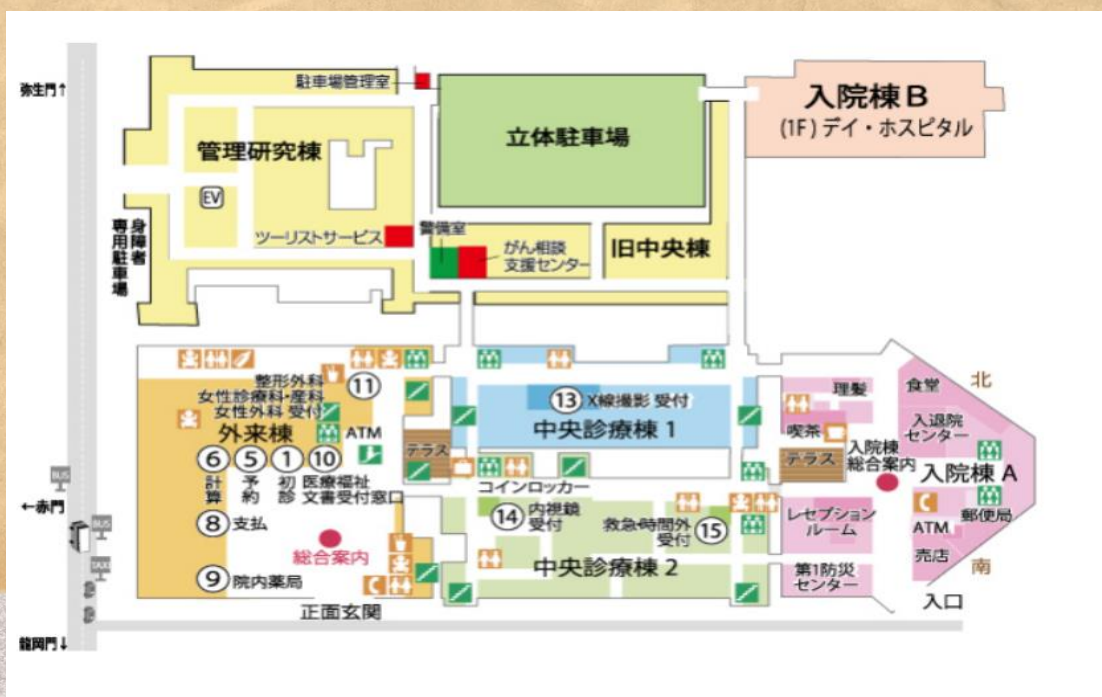 弥生門↑
駐車場管理室
立体駐車場
入院棟B
(1F)デイ・ホスピタル
管理研究棟
EV
身障者
専用駐車場
ツーリストサービス
警備室
がん相談
支援センター
旧中央棟
整形外科
女性診療科・産科
女性外科 受付
⑪
外来棟
ATM
⑥ 計算
⑤ 予約
① 初診
⑩ 医療福祉
文書受付窓口
⑧ 支払
総合案内
⑨ 院内薬局
正面玄関
テラス
⑬ X線撮影 受付
中央診療棟1
コインロッカー
⑭ 内視鏡
受付
救急・時間外
受付 ⑮
中央診療棟2
理髪
喫茶
テラス
入院棟
総合案内
レセプション
ルーム
第1防災
センター
食堂
北
入退院
センター
入院棟A
郵便局
ATM
売店
南
入口
BUS
←赤門
BUS
TAXI
龍岡門↓